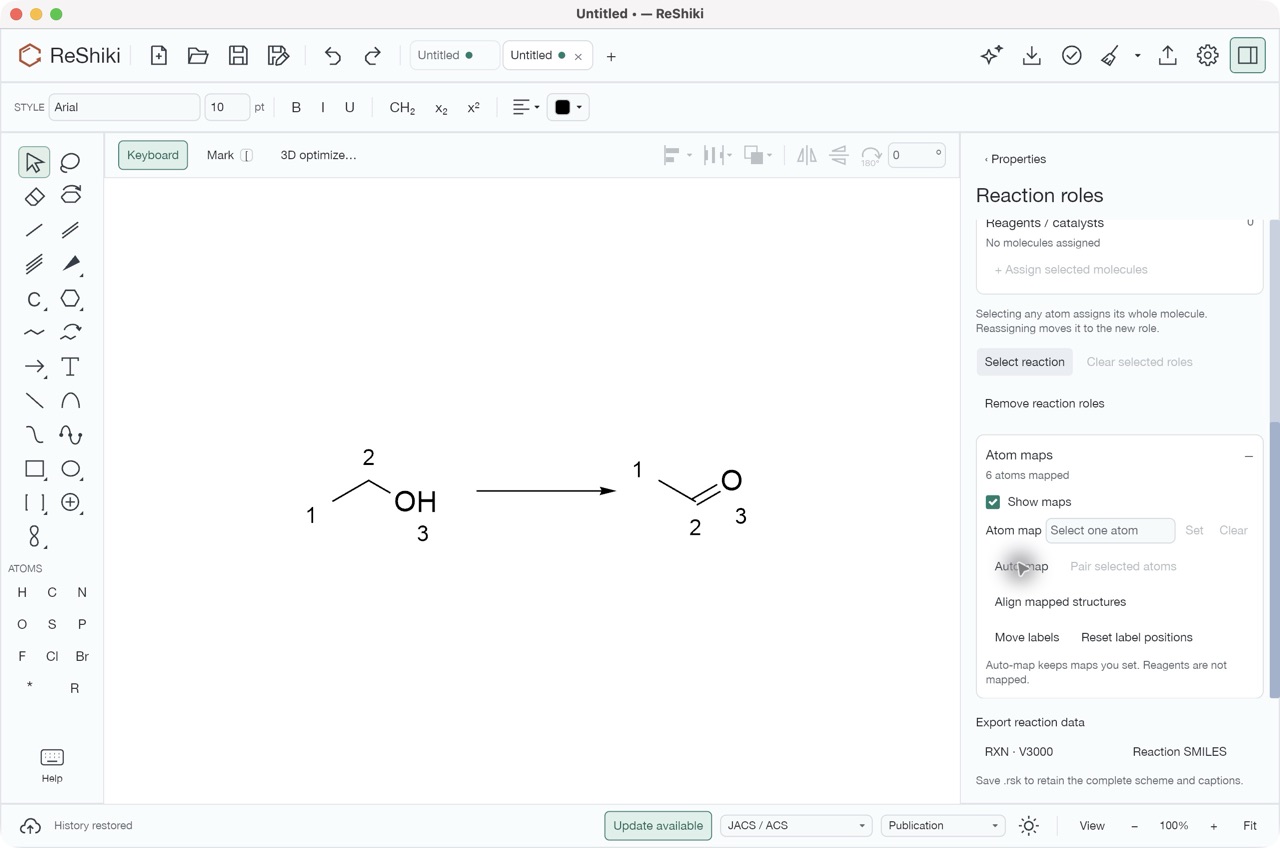 Untitled • — ReShiki
ReShiki
Untitled
Untitled
STYLE Arial 10 pt B I U CH₂ x₂ x²
Keyboard Mark [ 3D optimize... 180° 0 °
‹ Properties
Reaction roles
Reagents / catalysts 0
No molecules assigned
+ Assign selected molecules
Selecting any atom assigns its whole molecule.
Reassigning moves it to the new role.
Select reaction Clear selected roles
Remove reaction roles
Atom maps
6 atoms mapped
Show maps
Atom map Select one atom Set Clear
Auto-map Pair selected atoms
Align mapped structures
Move labels Reset label positions
Auto-map keeps maps you set. Reagents are not
mapped.
Export reaction data
RXN · V3000 Reaction SMILES
Save .rsk to retain the complete scheme and captions.
C
T
[ ]
ATOMS
H C N
O S P
F Cl Br
* R
Help
2
1
OH
3
1
O
2
3
History restored
Update available JACS / ACS Publication View − 100% + Fit